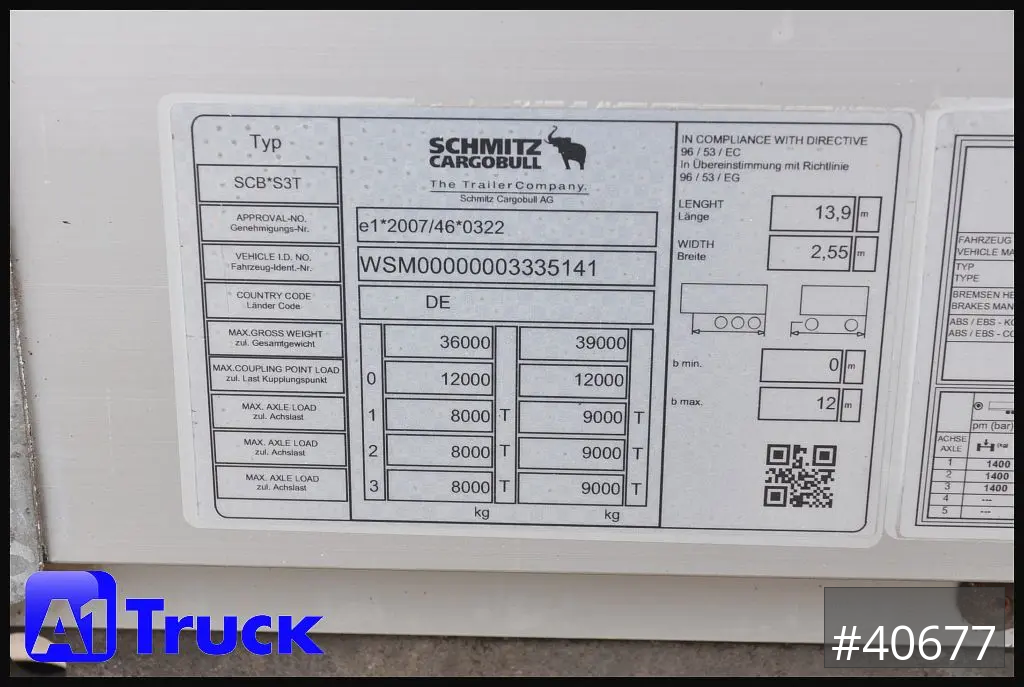 Typ
SCB*S3T
APPROVAL-NO.
Genehmigungs-Nr.
VEHICLE I.D. NO.
Fahrzeug-Ident.-Nr.
COUNTRY CODE
Länder Code
MAX.GROSS WEIGHT
zul. Gesamtgewicht
MAX.COUPLING POINT LOAD
zul. Last Kupplungspunkt
MAX. AXLE LOAD
zul. Achslast
MAX. AXLE LOAD
zul. Achslast
MAX. AXLE LOAD
zul. Achslast
SCHMITZ
CARGOBULL
The TrailerCompany.
Schmitz Cargobull AG
e1*2007/46*0322
WSM00000003335141
DE
36000 39000
0 12000 12000
1 8000 T 9000 T
2 8000 T 9000 T
3 8000 T 9000 T
kg kg
IN COMPLIANCE WITH DIRECTIVE
96 / 53 / EC
In Übereinstimmung mit Richtlinie
96 / 53 / EG
LENGHT
Länge
13,9 m
WIDTH
Breite
2,55 m
b min. 0 m
b max. 12 m
FAHRZEUG
VEHICLE MA
TYP
TYPE
BREMSEN HE
BRAKES MAN
ABS / EBS - KO
ABS / EBS - CO
pm (bar)
ACHSE
AXLE
1 1400
2 1400
3 1400
4 ---
5 ---
A1 Truck
#40677